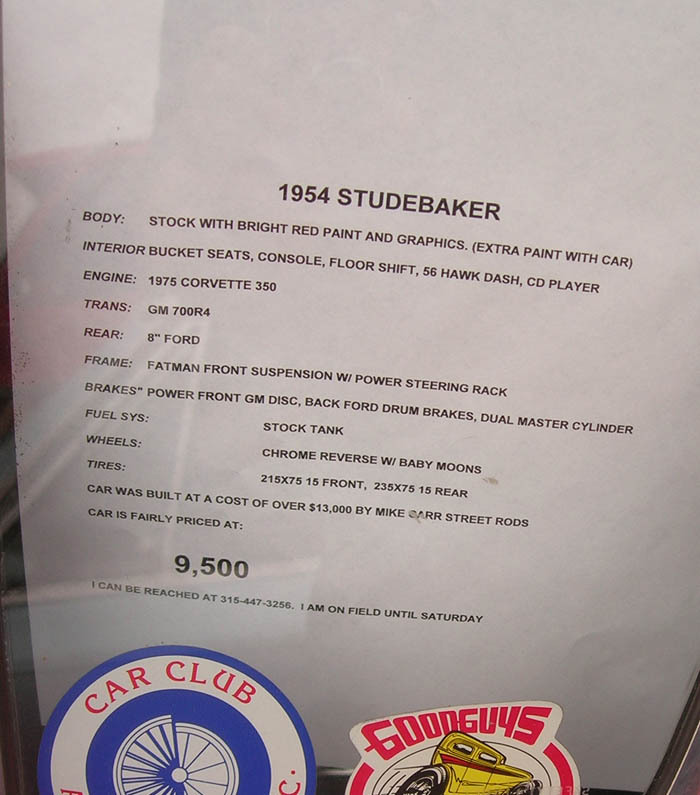 1954 STUDEBAKER
BODY: STOCK WITH BRIGHT RED PAINT AND GRAPHICS. (EXTRA PAINT WITH CAR)
INTERIOR BUCKET SEATS, CONSOLE, FLOOR SHIFT, 56 HAWK DASH, CD PLAYER
ENGINE: 1975 CORVETTE 350
TRANS: GM 700R4
REAR: 8" FORD
FRAME: FATMAN FRONT SUSPENSION W/ POWER STEERING RACK
BRAKES" POWER FRONT GM DISC, BACK FORD DRUM BRAKES, DUAL MASTER CYLINDER
FUEL SYS: STOCK TANK
WHEELS: CHROME REVERSE W/ BABY MOONS
TIRES: 215X75 15 FRONT, 235X75 15 REAR
CAR WAS BUILT AT A COST OF OVER $13,000 BY MIKE STREET RODS
CAR IS FAIRLY PRICED AT:
9,500
I CAN BE REACHED AT 315-447-3256. I AM ON FIELD UNTIL SATURDAY
CAR CLUB
GOODGUYS